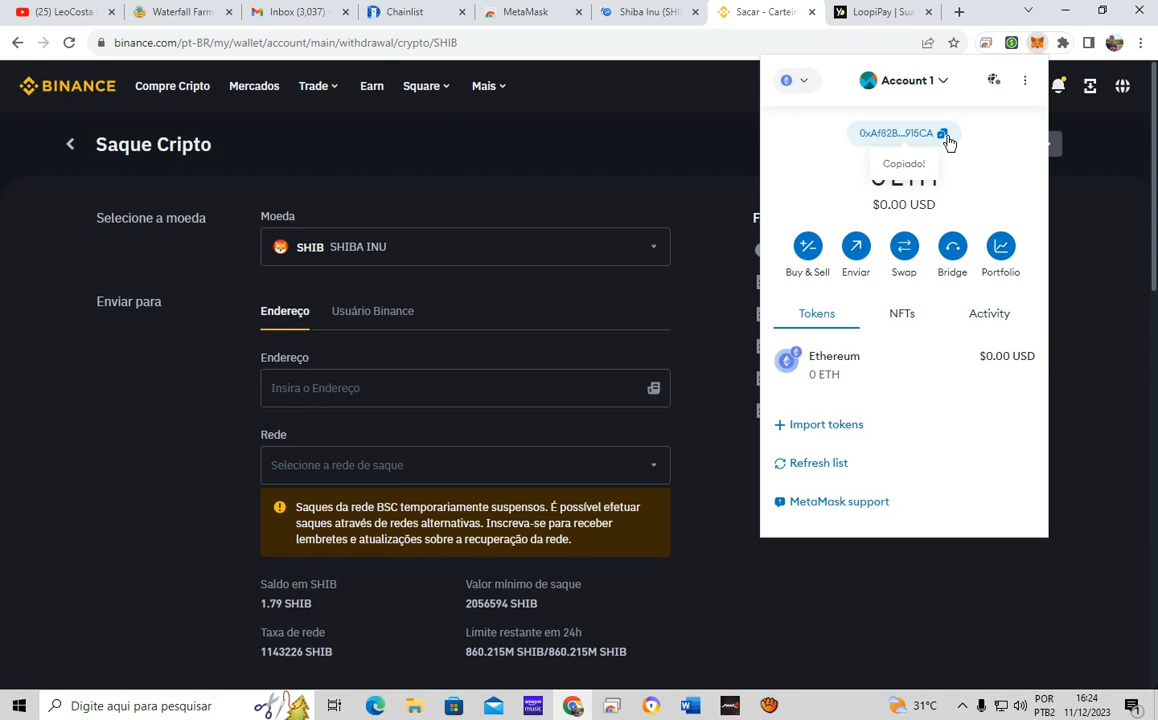 (25) LeoCosta
Waterfall Farm
Inbox (3,037) -
Chainlist
MetaMask
Shiba Inu (SHI
Sacar - Carteir
LoopiPay | Sua
binance.com/pt-BR/my/wallet/account/main/withdrawal/crypto/SHIB
BINANCE
Compre Cripto
Mercados
Trade
Earn
Square
Mais
Account 1
0xAf82B...915CA
Copiado!
$0.00 USD
Buy & Sell
Enviar
Swap
Bridge
Portfolio
Tokens
NFTs
Activity
Ethereum
$0.00 USD
0 ETH
Import tokens
Refresh list
MetaMask support
Saque Cripto
Selecione a moeda
Moeda
SHIB SHIBA INU
Enviar para
Endereço
Usuário Binance
Endereço
Insira o Endereço
Rede
Selecione a rede de saque
Saques da rede BSC temporariamente suspensos. É possível efetuar
saques através de redes alternativas. Inscreva-se para receber
lembretes e atualizações sobre a recuperação da rede.
Saldo em SHIB
1.79 SHIB
Valor mínimo de saque
2056594 SHIB
Taxa de rede
1143226 SHIB
Limite restante em 24h
860.215M SHIB/860.215M SHIB
Digite aqui para pesquisar
31°C
POR
PTB2
16:24
11/12/2023